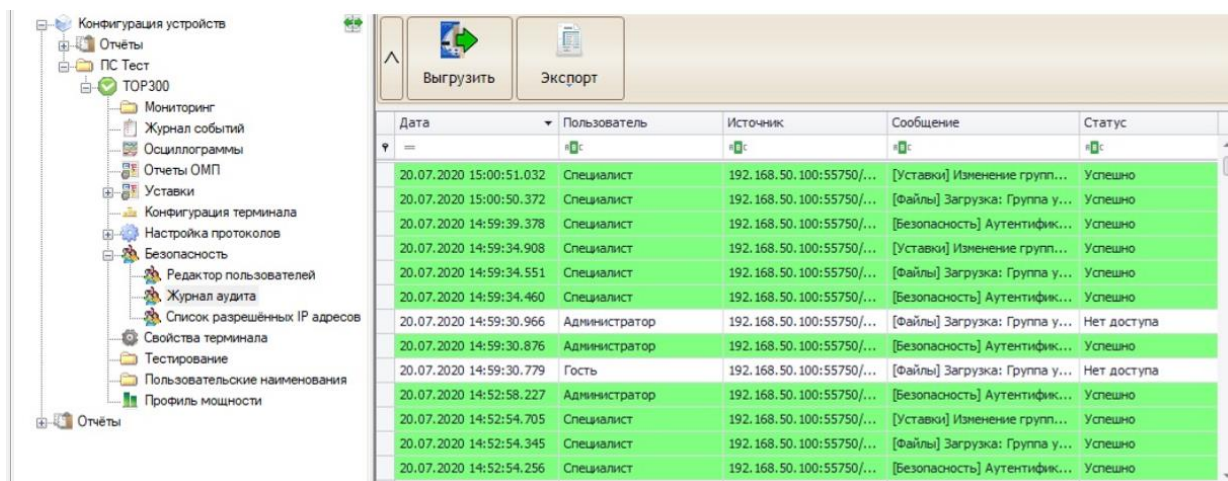 Конфигурация устройств
Отчёты
ПС Тест
ТОР300
Мониторинг
Журнал событий
Осциллограммы
Отчеты ОМП
Уставки
Конфигурация терминала
Настройка протоколов
Безопасность
Редактор пользователей
Журнал аудита
Список разрешённых IP адресов
Свойства терминала
Тестирование
Пользовательские наименования
Профиль мощности
Отчёты
Выгрузить Экспорт
Дата Пользователь Источник Сообщение Статус
=
20.07.2020 15:00:51.032 Специалист 192.168.50.100:55750/... [Уставки] Изменение групп... Успешно
20.07.2020 15:00:50.372 Специалист 192.168.50.100:55750/... [Файлы] Загрузка: Группа у... Успешно
20.07.2020 14:59:39.378 Специалист 192.168.50.100:55750/... [Безопасность] Аутентифик... Успешно
20.07.2020 14:59:34.908 Специалист 192.168.50.100:55750/... [Уставки] Изменение групп... Успешно
20.07.2020 14:59:34.551 Специалист 192.168.50.100:55750/... [Файлы] Загрузка: Группа у... Успешно
20.07.2020 14:59:34.460 Специалист 192.168.50.100:55750/... [Безопасность] Аутентифик... Успешно
20.07.2020 14:59:30.966 Администратор 192.168.50.100:55750/... [Файлы] Загрузка: Группа у... Нет доступа
20.07.2020 14:59:30.876 Администратор 192.168.50.100:55750/... [Безопасность] Аутентифик... Успешно
20.07.2020 14:59:30.779 Гость 192.168.50.100:55750/... [Файлы] Загрузка: Группа у... Нет доступа
20.07.2020 14:52:58.227 Администратор 192.168.50.100:55750/... [Безопасность] Аутентифик... Успешно
20.07.2020 14:52:54.705 Специалист 192.168.50.100:55750/... [Уставки] Изменение групп... Успешно
20.07.2020 14:52:54.345 Специалист 192.168.50.100:55750/... [Файлы] Загрузка: Группа у... Успешно
20.07.2020 14:52:54.256 Специалист 192.168.50.100:55750/... [Безопасность] Аутентифик... Успешно